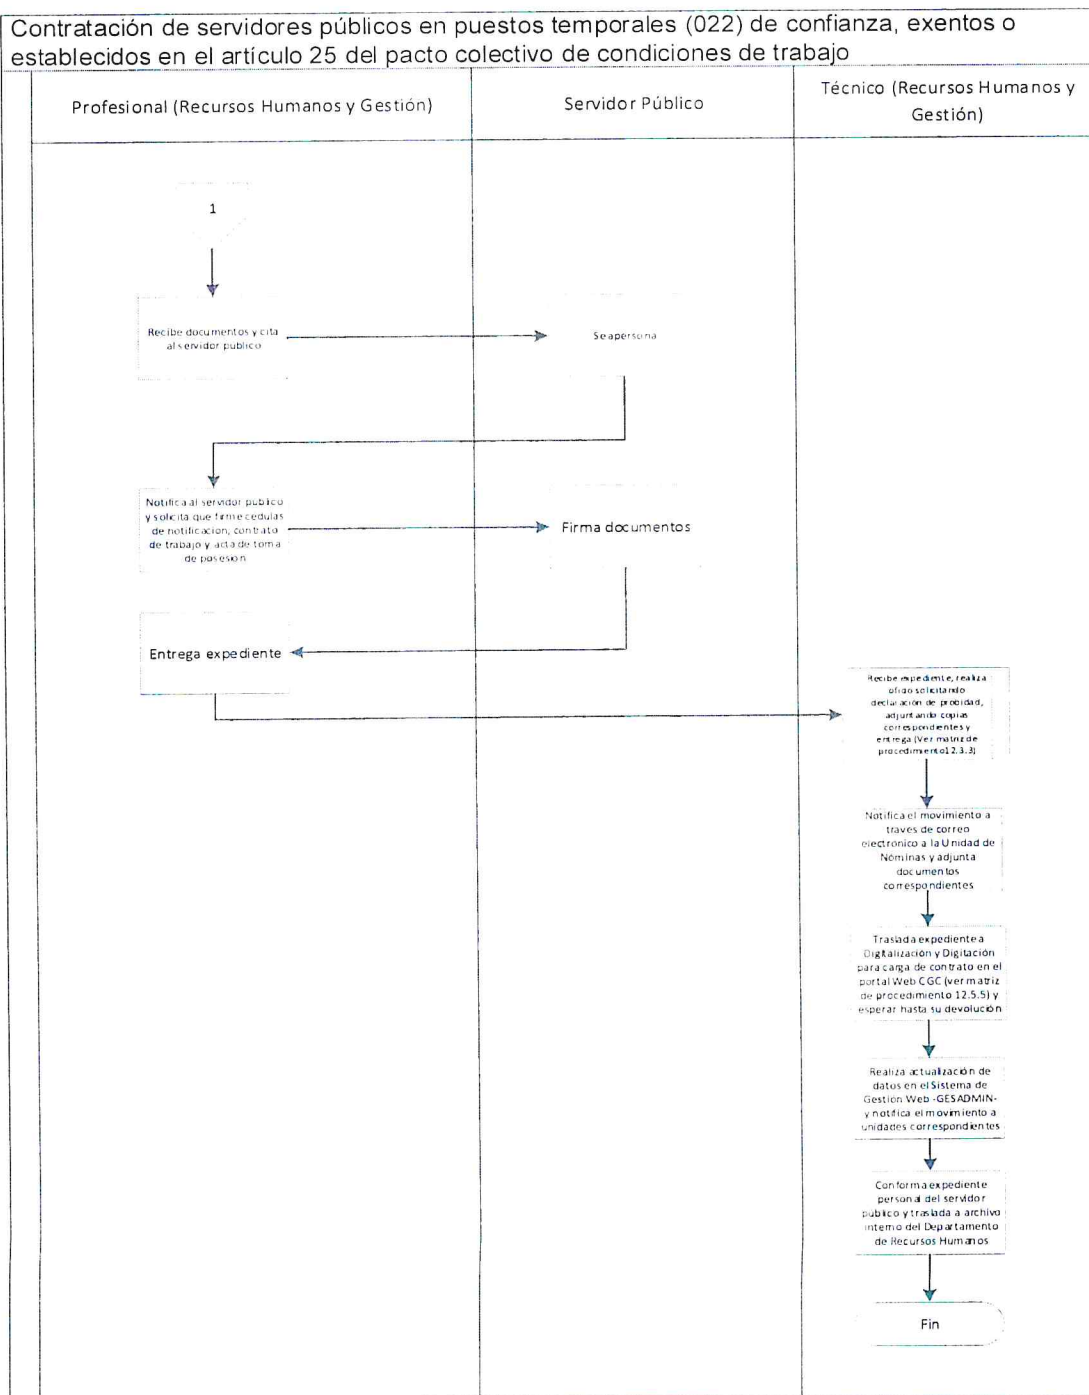 Contratación de servidores públicos en puestos temporales (022) de confianza, exentos o
establecidos en el artículo 25 del pacto colectivo de condiciones de trabajo
Profesional (Recursos Humanos y Gestión)
Servidor Público
Técnico (Recursos Humanos y
Gestión)
1
Recibe documentos y cita
al servidor publico
Se apersona
Notifica al servidor publico
y solicita que firme cedulas
de notificacion, contrato
de trabajo y acta de toma
de posesion
Firma documentos
Entrega expediente
Recibe expediente, realiza
oficio solicitando
declaración de probidad,
adjuntando copias
correspondientes y
entrega (Ver matriz de
procedimiento12.3.3)
Notifica el movimiento a
traves de correo
electronico a la Unidad de
Nóminas y adjunta
documentos
correspondientes
Traslada expediente a
Digitalización y Digitación
para carga de contrato en el
portal Web CGC (ver matriz
de procedimiento 12.5.5) y
esperar hasta su devolución
Realiza actualización de
datos en el Sistema de
Gestión Web -GESADMIN-
y notifica el movimiento a
unidades correspondientes
Conforma expediente
personal del servidor
publico y traslada a archivo
interno del Departamento
de Recursos Humanos
Fin